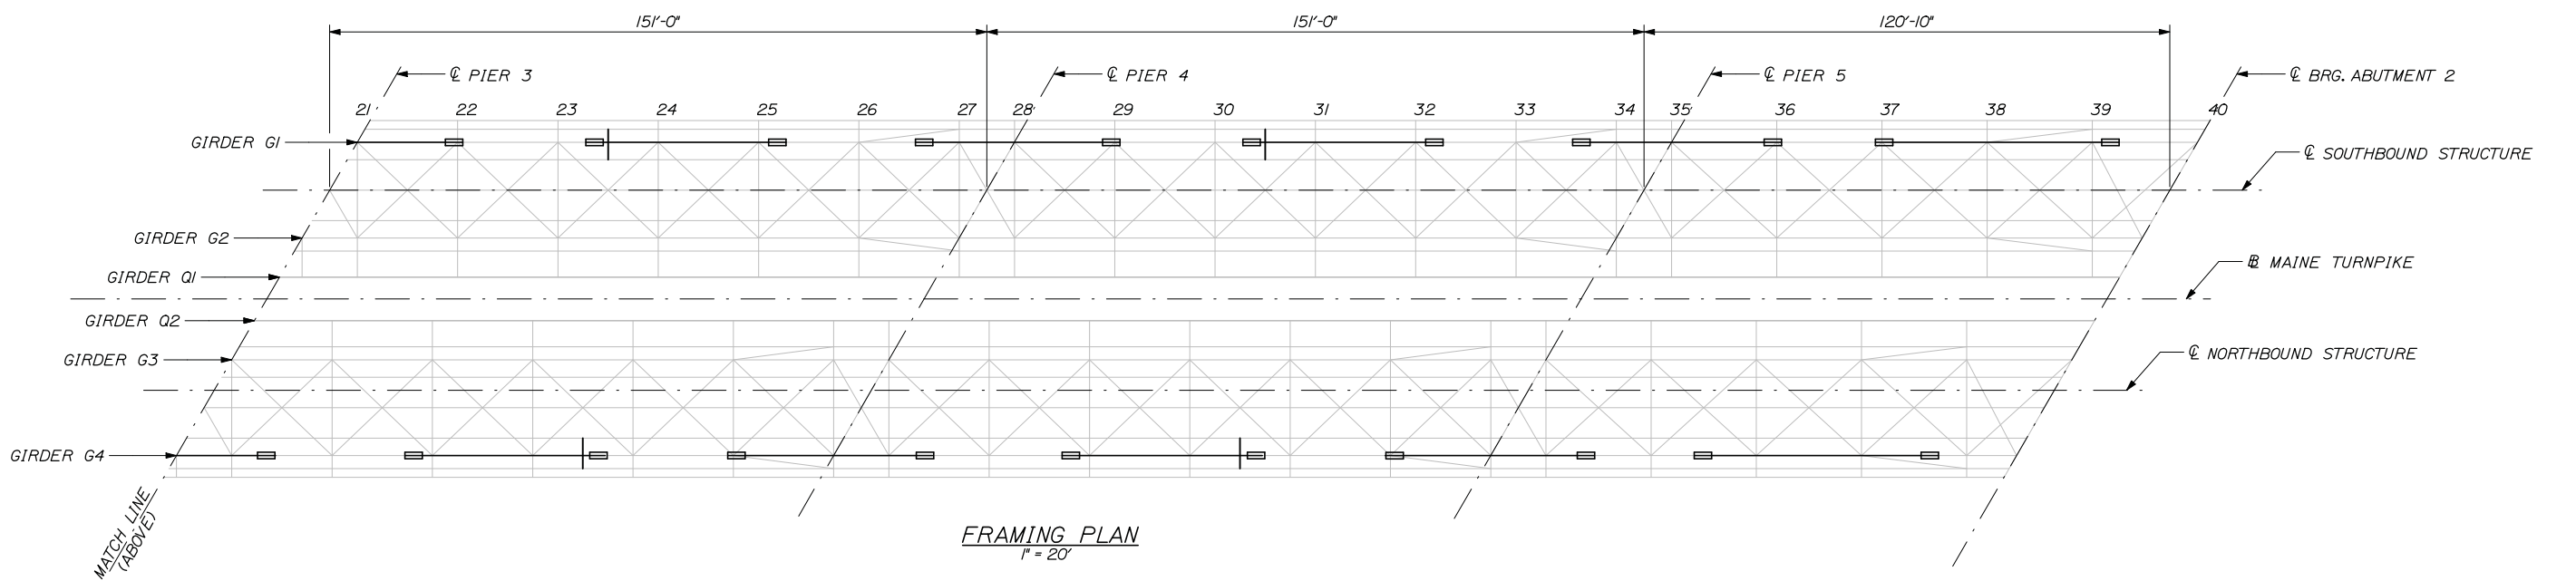 151'-0" 151'-0" 120'-10"
℄ PIER 3 ℄ PIER 4 ℄ PIER 5 ℄ BRG. ABUTMENT 2
21 22 23 24 25 26 27 28 29 30 31 32 33 34 35 36 37 38 39 40
GIRDER G1
℄ SOUTHBOUND STRUCTURE
GIRDER G2
GIRDER Q1
B MAINE TURNPIKE
GIRDER Q2
GIRDER G3
℄ NORTHBOUND STRUCTURE
GIRDER G4
MATCH LINE
(ABOVE)
FRAMING PLAN
1" = 20'